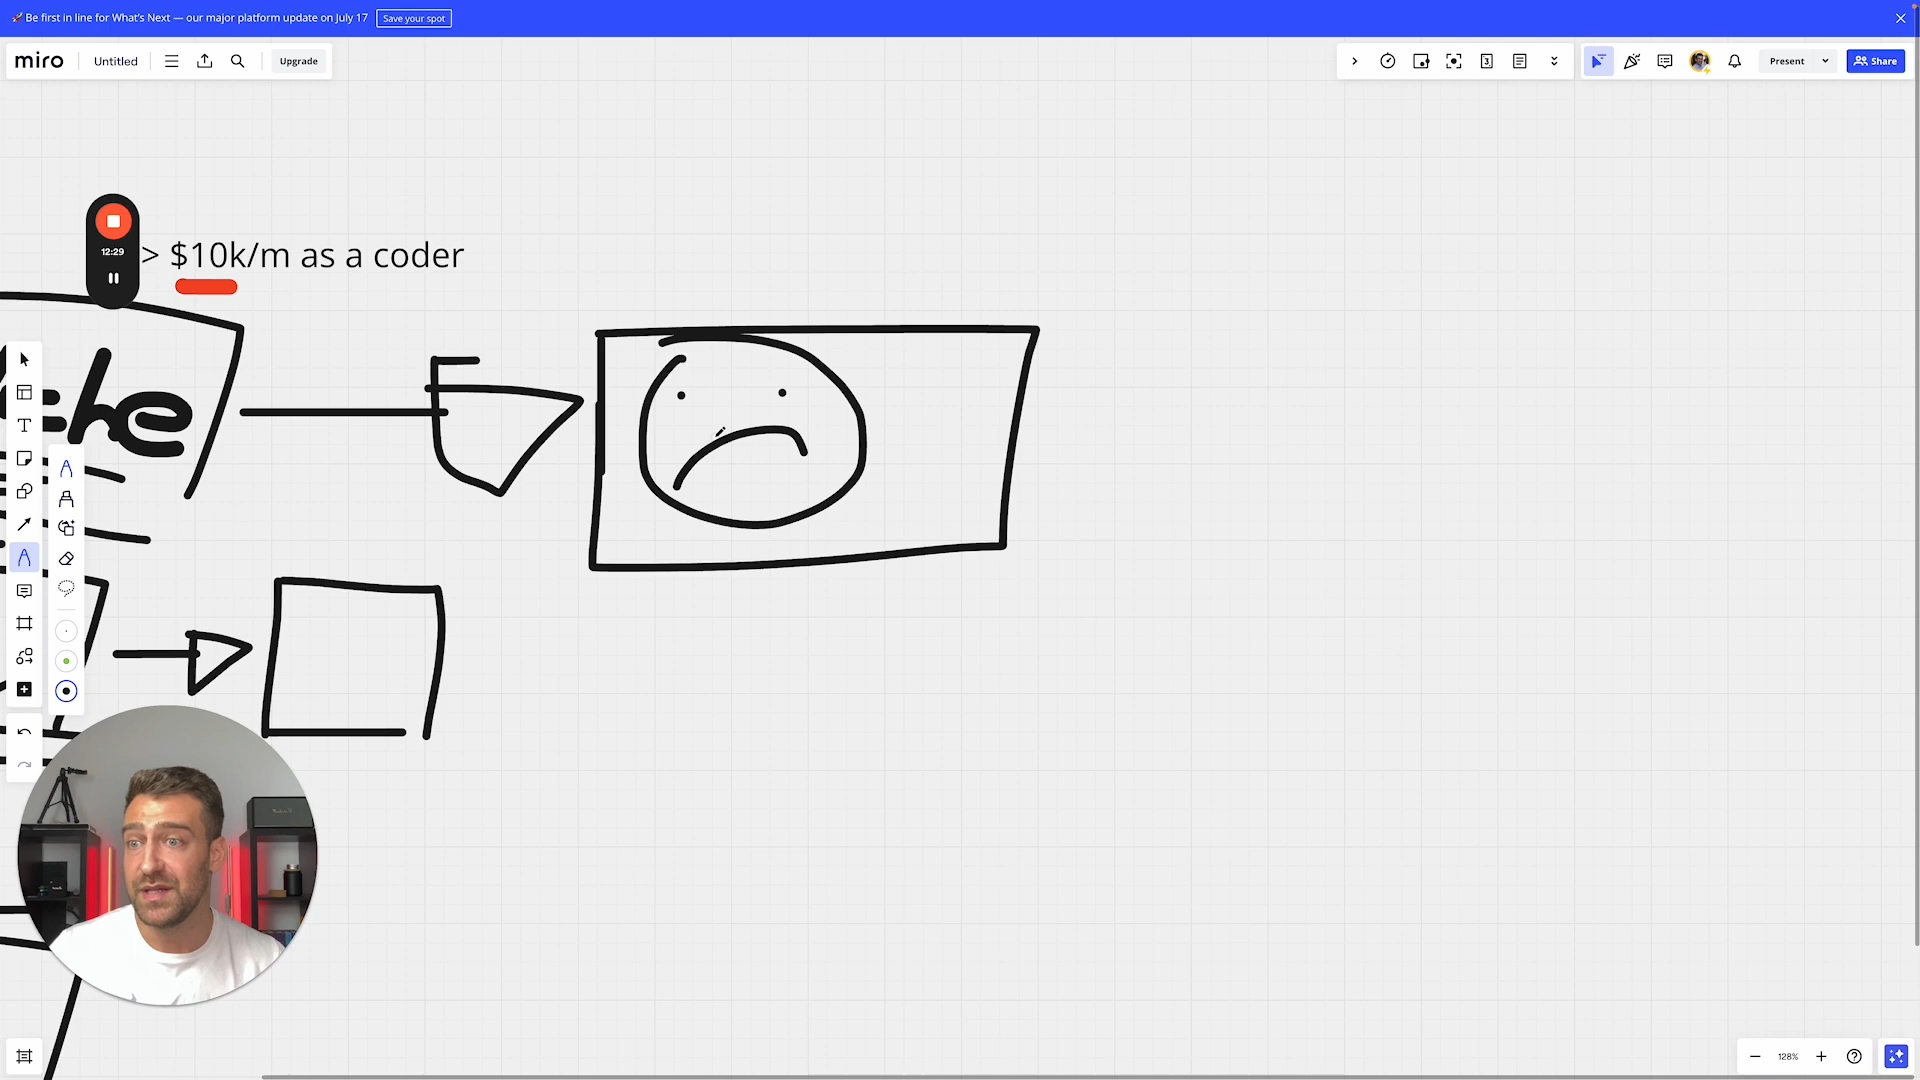 🚀 Be first in line for What's Next — our major platform update on July 17 Save your spot
miro Untitled Upgrade
Present Share
12:29
> $10k/m as a coder
che
128%